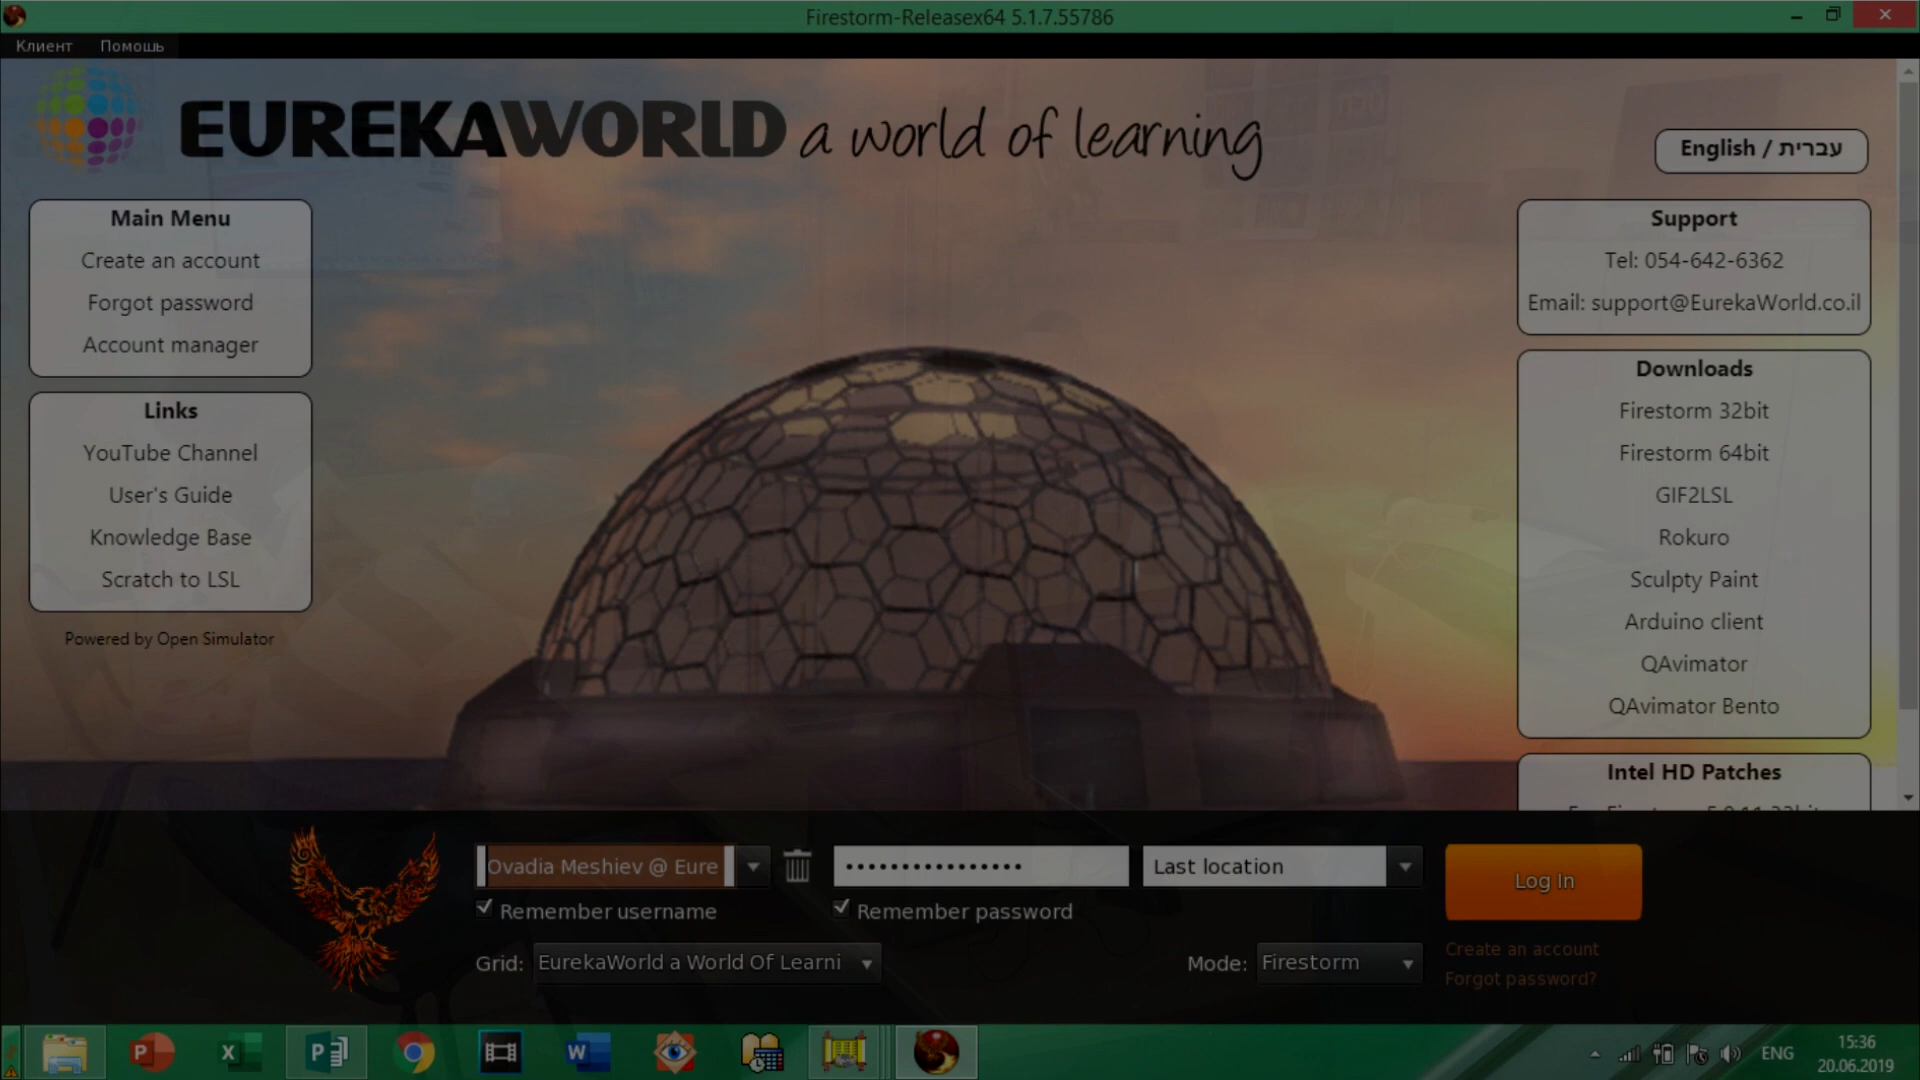 Firestorm-Releasex64 5.1.7.55786
Клиент Помошь
EUREKAWORLD a world of learning
English / עברית
Main Menu
Create an account
Forgot password
Account manager
Links
YouTube Channel
User's Guide
Knowledge Base
Scratch to LSL
Powered by Open Simulator
Support
Tel: 054-642-6362
Email: support@EurekaWorld.co.il
Downloads
Firestorm 32bit
Firestorm 64bit
GIF2LSL
Rokuro
Sculpty Paint
Arduino client
QAvimator
QAvimator Bento
Intel HD Patches
Ovadia Meshiev @ Eure
Last location
Log In
Remember username
Remember password
Grid: EurekaWorld a World Of Learni
Mode: Firestorm
Create an account
Forgot password?
ENG
15:36
20.06.2019